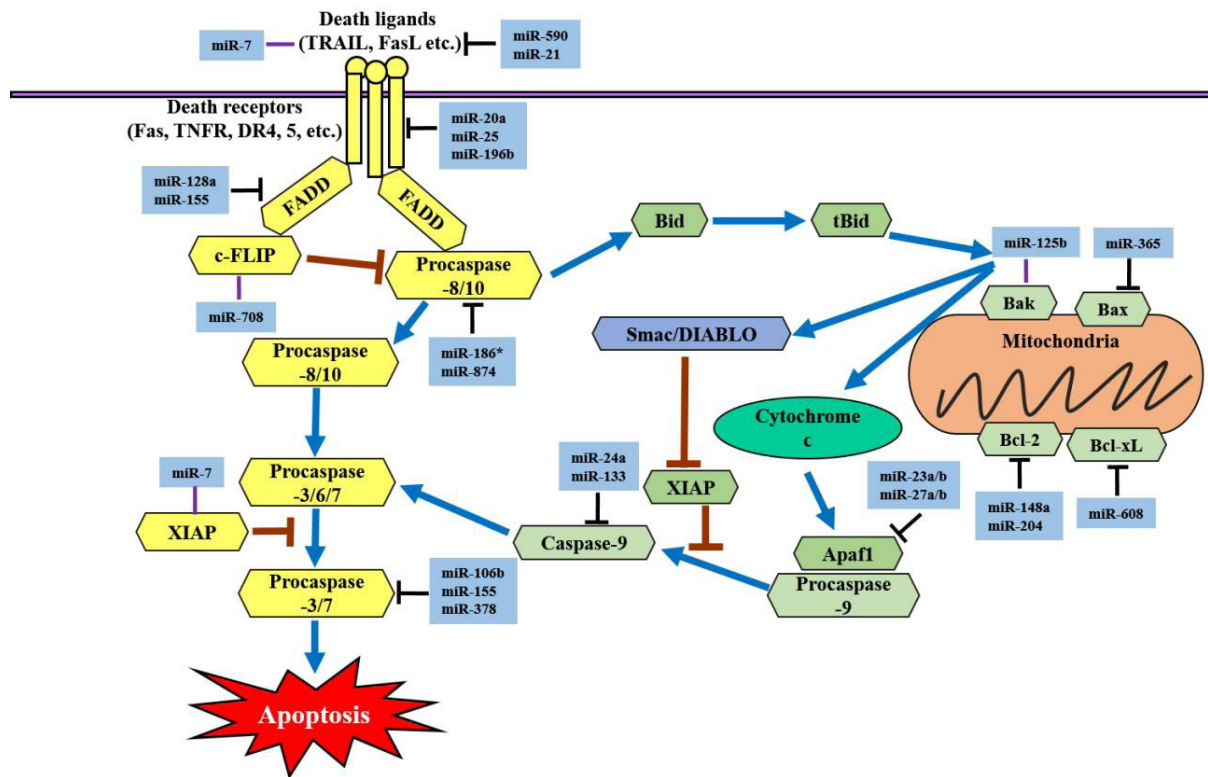 Death ligands
(TRAIL, FasL etc.)
miR-7
miR-590
miR-21
Death receptors
(Fas, TNFR, DR4, 5, etc.)
miR-20a
miR-25
miR-196b
miR-128a
miR-155
FADD
FADD
Bid
tBid
miR-125b
miR-365
c-FLIP
Procaspase
-8/10
Bak
Bax
miR-708
Smac/DIABLO
Mitochondria
Procaspase
-8/10
miR-186*
miR-874
Cytochrome
c
Bcl-2
Bcl-xL
miR-7
Procaspase
-3/6/7
miR-24a
miR-133
XIAP
miR-23a/b
miR-27a/b
miR-148a
miR-204
miR-608
XIAP
Caspase-9
Apaf1
Procaspase
-9
Procaspase
-3/7
miR-106b
miR-155
miR-378
Apoptosis